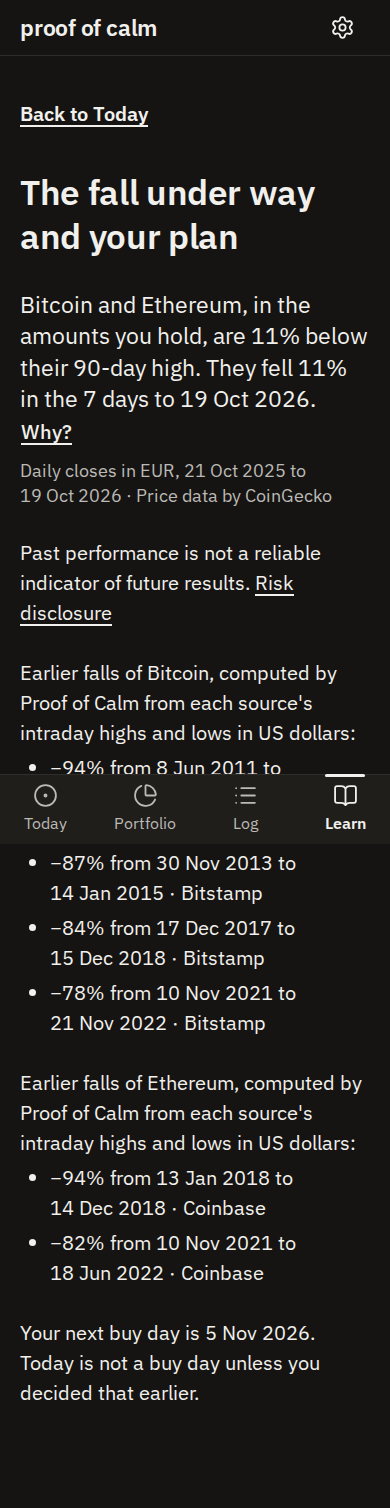 proof of calm
Back to Today
The fall under way
and your plan
Bitcoin and Ethereum, in the
amounts you hold, are 11% below
their 90-day high. They fell 11%
in the 7 days to 19 Oct 2026.
Why?
Daily closes in EUR, 21 Oct 2025 to
19 Oct 2026 · Price data by CoinGecko
Past performance is not a reliable
indicator of future results. Risk
disclosure
Earlier falls of Bitcoin, computed by
Proof of Calm from each source's
intraday highs and lows in US dollars:
• −94% from 8 Jun 2011 to
Today
Portfolio
Log
Learn
• −87% from 30 Nov 2013 to
14 Jan 2015 · Bitstamp
• −84% from 17 Dec 2017 to
15 Dec 2018 · Bitstamp
• −78% from 10 Nov 2021 to
21 Nov 2022 · Bitstamp
Earlier falls of Ethereum, computed by
Proof of Calm from each source's
intraday highs and lows in US dollars:
• −94% from 13 Jan 2018 to
14 Dec 2018 · Coinbase
• −82% from 10 Nov 2021 to
18 Jun 2022 · Coinbase
Your next buy day is 5 Nov 2026.
Today is not a buy day unless you
decided that earlier.